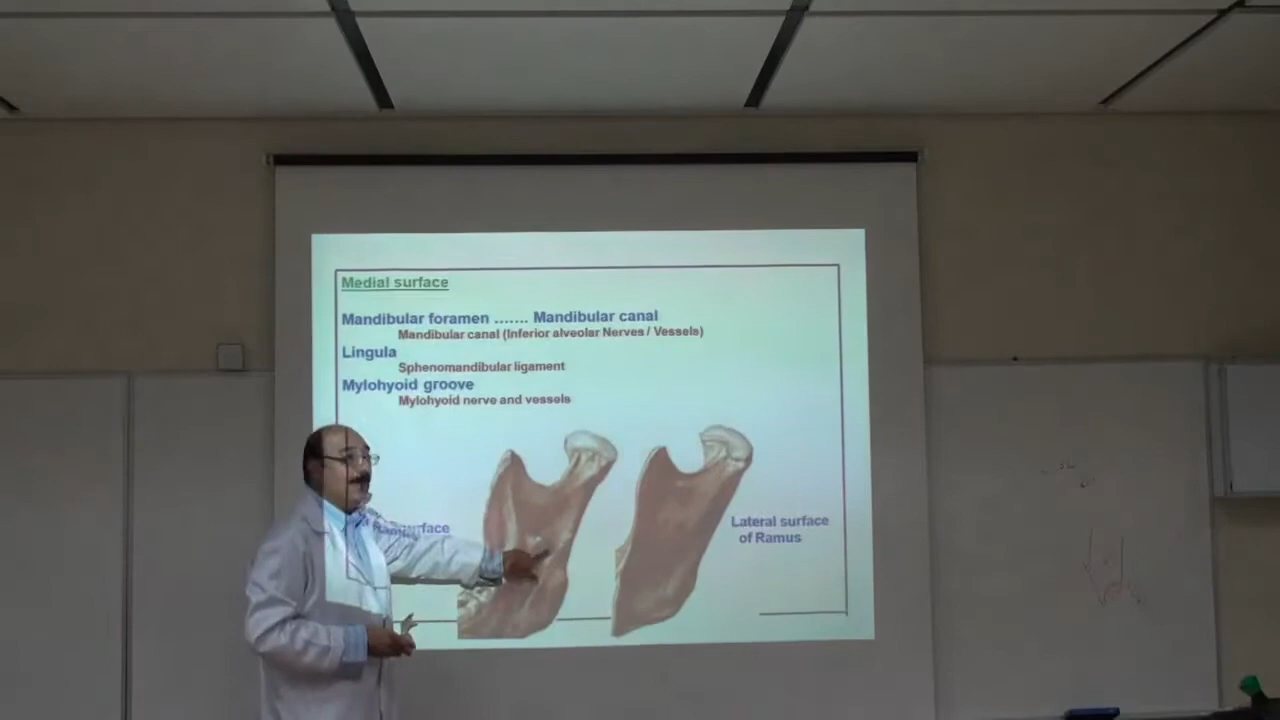 Medial surface
Mandibular foramen ....... Mandibular canal
Mandibular canal (Inferior alveolar Nerves / Vessels)
Lingula
Sphenomandibular ligament
Mylohyoid groove
Mylohyoid nerve and vessels
Lateral surface
of Ramus